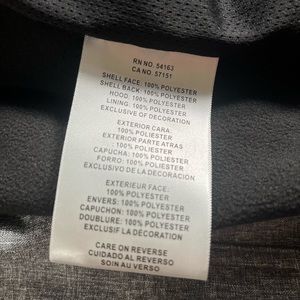 RN NO. 54163
CA NO. 57151
SHELL FACE: 100% POLYESTER
SHELL BACK: 100% POLYESTER
HOOD: 100% POLYESTER
LINING: 100% POLYESTER
EXCLUSIVE OF DECORATION
EXTERIOR CARA:
100% POLIESTER
EXTERIOR PARTE ATRAS
: 100% POLIESTER
CAPUCHA: 100% POLIESTER
FORRO: 100% POLIESTER
EXCLUSIVO DE DECORACION
EXTERIEUR FACE:
100% POLYESTER
ENVERS: 100% POLYESTER
CAPUCHON: 100% POLYESTER
DOUBLURE: 100% POLYESTER
EXCLUSIF LA DÉCORATION
CARE ON REVERSE
CUIDADO AL REVERSO
SOIN AU VERSO